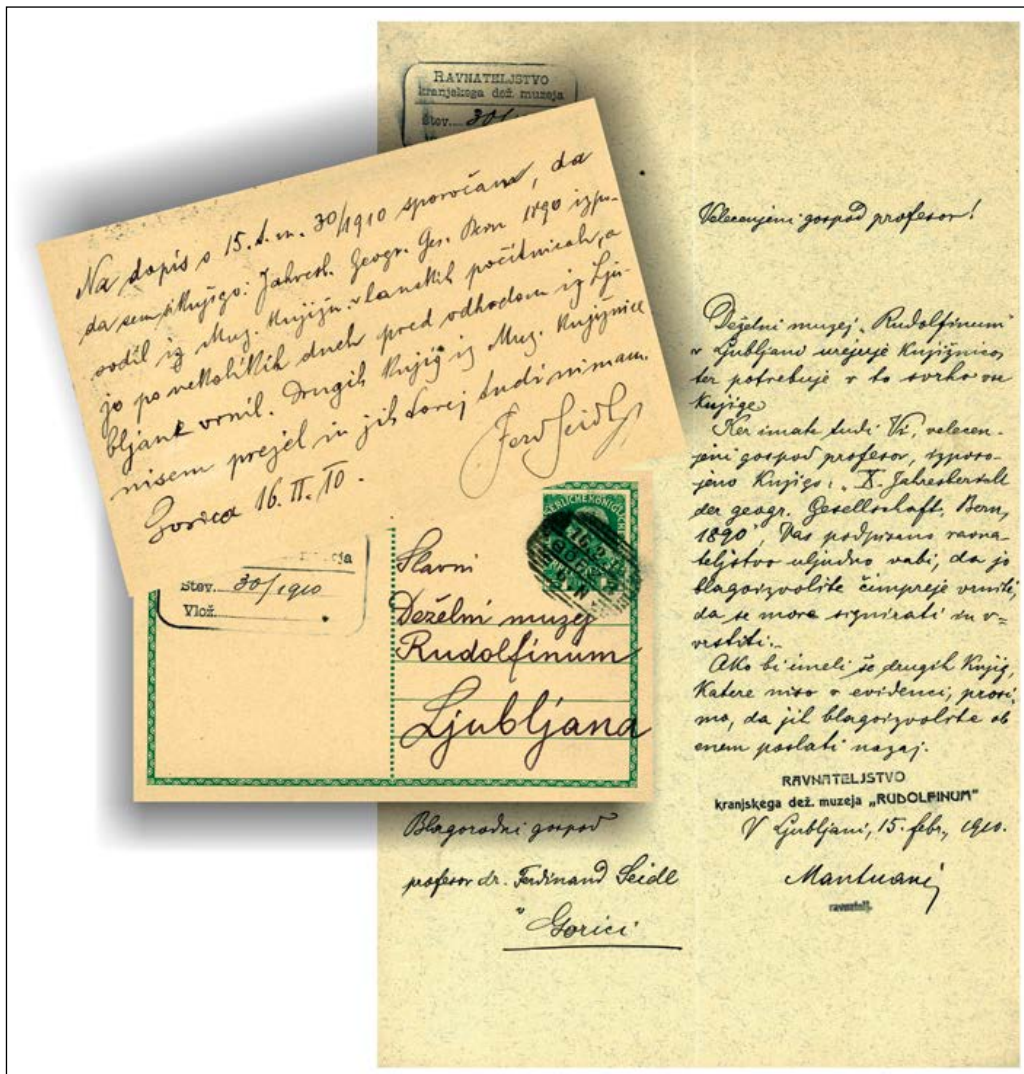 RAVNATELJSTVO
kranjskega dež. muzeja
Štev. 30/
Na dopis o 15. t. m. 30/1910 sporočam, da
da sem knjigo: Jahresb. Geogr. Ges. Bern 1890 izpo-
sodil iz Muz. Knjižn. v lanskih počitnicah, a
jo po nekolikih dneh pred odhodom iz Lju-
bljane vrnil. Drugih knjig iz Muz. Knjižnice
nisem prejel in jih torej tudi nimam.
Gorica 16. II. 10.
Ferd Seidl
Štev. 30/1910
Vlož.
Slavni
Deželni muzej
Rudolfinum
Ljubljana
Velecenjeni gospod profesor!
Deželni muzej „Rudolfinum“
v Ljubljani urejuje Knjižnico,
ter potrebuje v to svrho vse
Knjige.
Ker imate tudi Vi, velecen-
jeni gospod profesor, izposo-
jeno Knjigo: „X. Jahresbericht
der geogr. Gesellschaft, Bern,
1890“, Vas podpisano ravna-
teljstvo uljudno vabi, da jo
blagoizvolite čimpreje vrniti,
da se more signirati in v=
vrstiti.
Ako bi imeli še drugih Knjig,
Katere niso v evidenci, prosi-
mo, da jih blagoizvolite ob
enem poslati nazaj.
RAVNATELJSTVO
kranjskega dež. muzeja „RUDOLFINUM“
V Ljubljani, 15. febr., 1910.
Mantuani
ravnatelj.
Blagorodni gospod
profesor dr. Ferdinand Seidl
v
Gorici